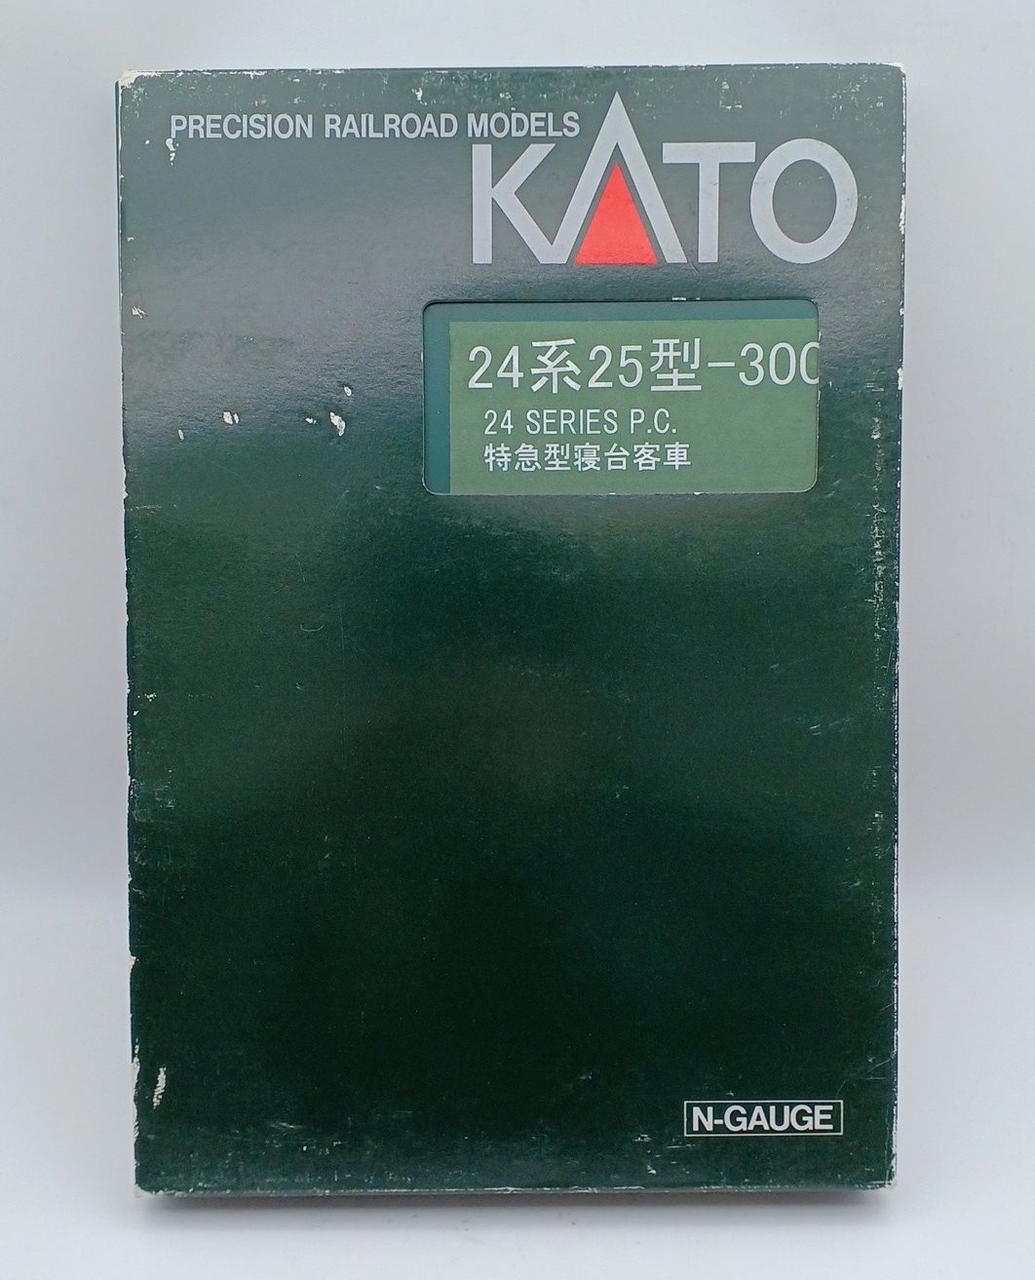 PRECISION RAILROAD MODELS
KATO
24系25型-300
24 SERIES P.C.
特急型寝台客車
N-GAUGE